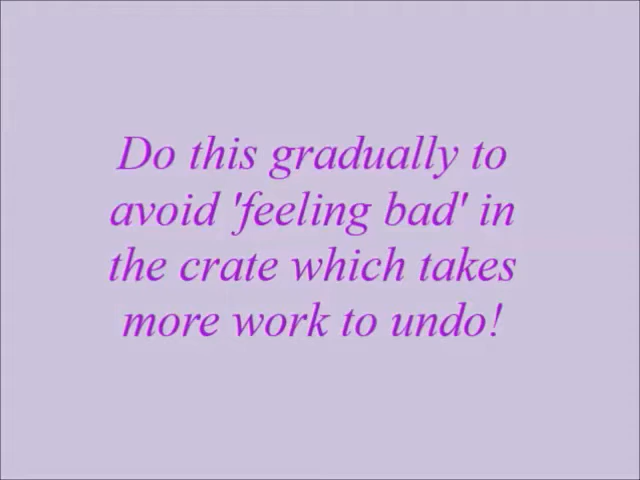 Do this gradually to
avoid 'feeling bad' in
the crate which takes
more work to undo!